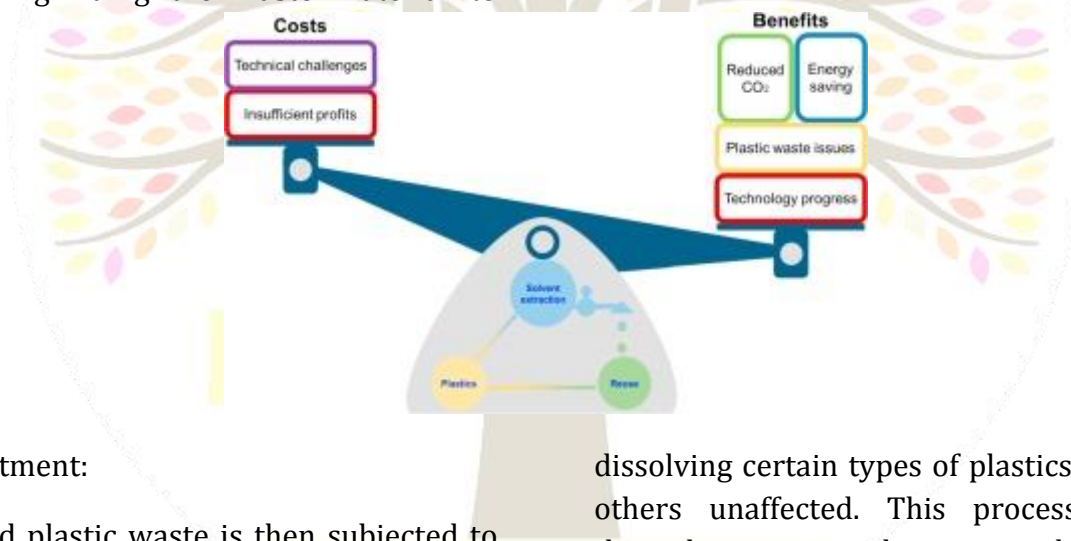 Costs
Technical challenges
Insufficient profits
Benefits
Reduced
CO₂
Energy
saving
Plastic waste issues
Technology progress
Solvent
extraction
Plastics
Reuse
tment:
d plastic waste is then subjected to
dissolving certain types of plastics
others unaffected. This process